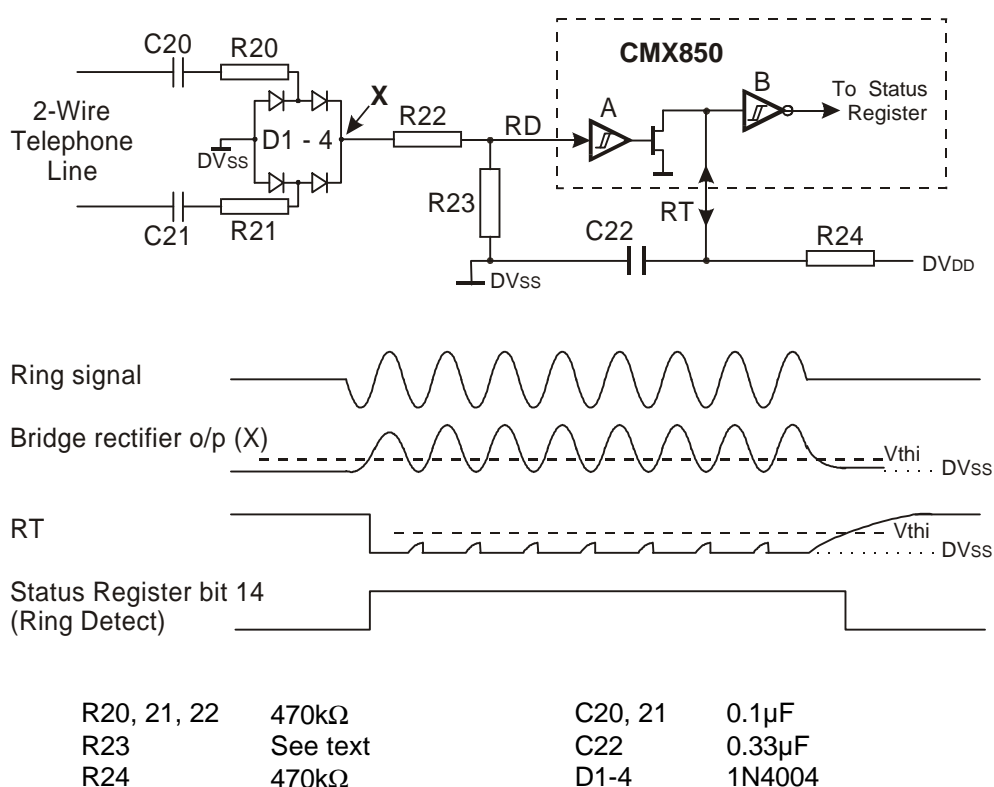 C20
R20
CMX850
2-Wire
Telephone
Line
DVSS
D1 - 4
X
R22
RD
A
B
To Status
Register
C21
R21
R23
DVSS
C22
RT
R24
DVDD
Ring signal
Bridge rectifier o/p (X)
Vthi
DVSS
RT
Vthi
DVSS
Status Register bit 14
(Ring Detect)
R20, 21, 22 470kΩ C20, 21 0.1µF
R23 See text C22 0.33µF
R24 470kΩ D1-4 1N4004